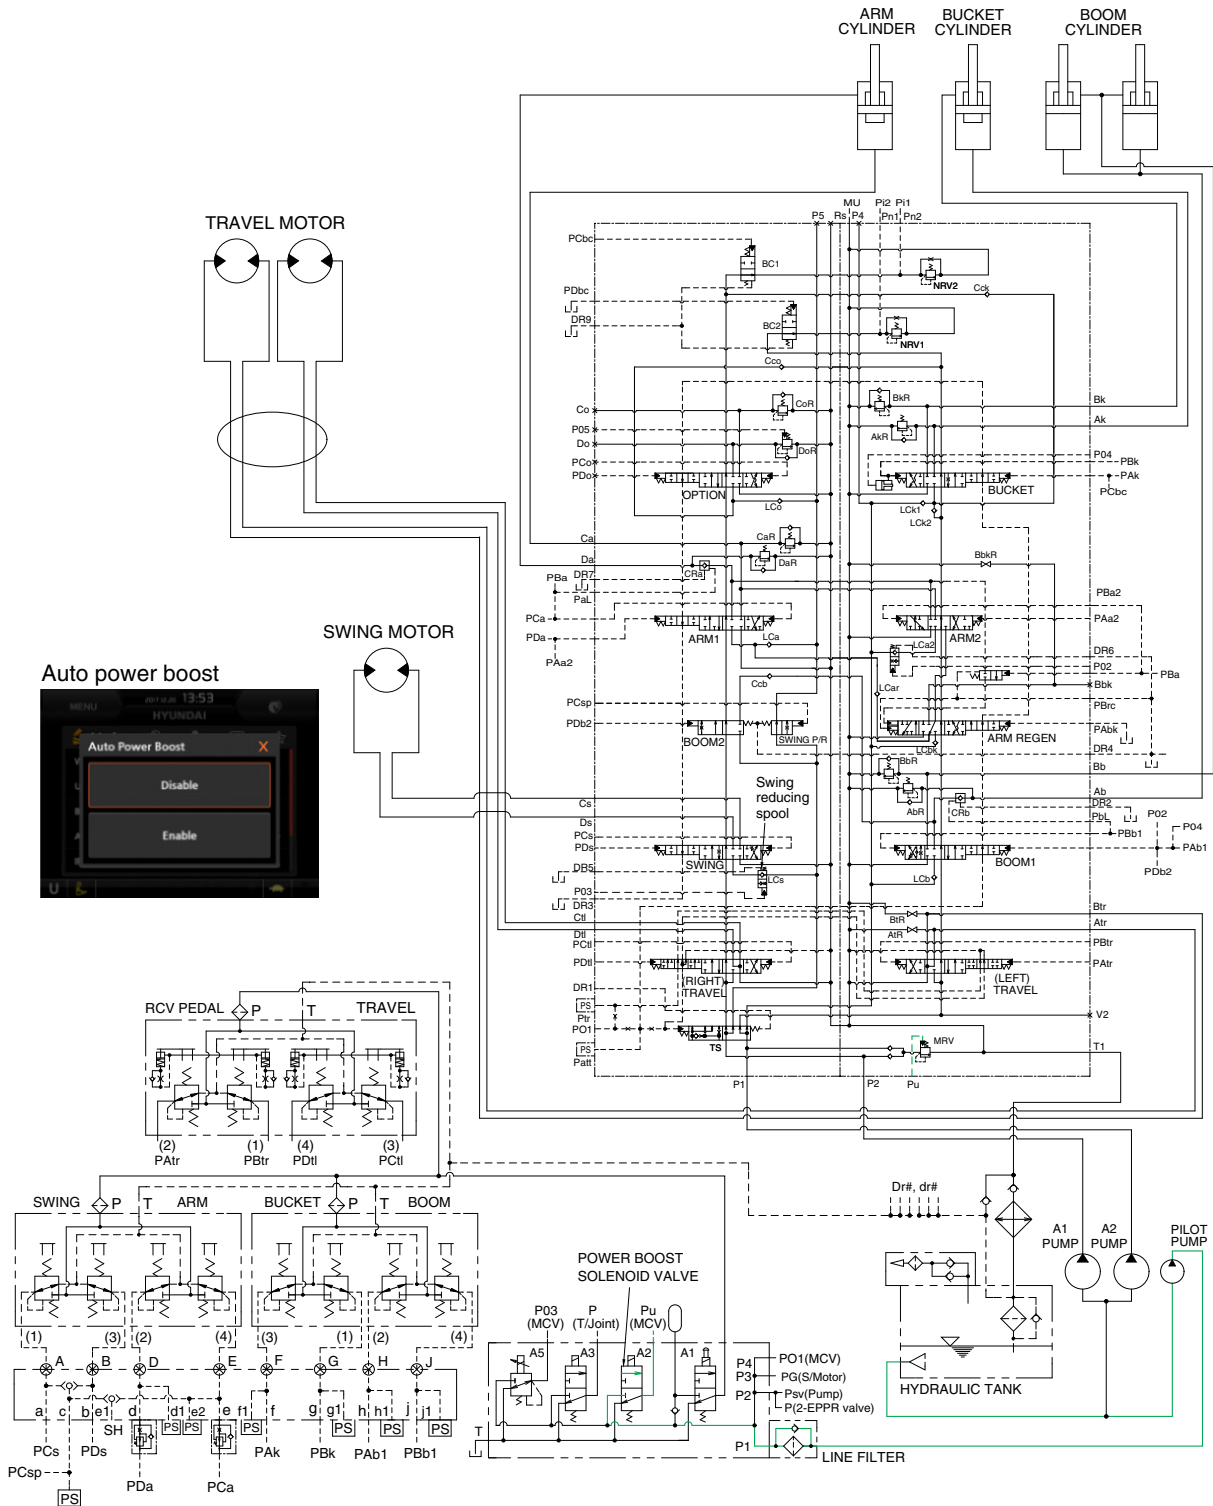 ARM
CYLINDER
BUCKET
CYLINDER
BOOM
CYLINDER
TRAVEL MOTOR
MU
Pi2 Pi1
P5
Rs
P4
Pn1
Pn2
PCbc
BC1
NRV2
Cck
PDbc
DR9
BC2
NRV1
Cco
Co
CoR
BkR
Bk
P05
Do
DoR
AkR
Ak
PCo
PDo
OPTION
BUCKET
P04
PBk
PAk
PCbc
LCo
LCk1
LCk2
Ca
CaR
Da
DaR
CRa
BbkR
PBa
DR7
PaL
PBa2
PCa
ARM1
ARM2
PAa2
PDa
PAa2
LCa
LCa2
DR6
P02
PBa
Ccb
LCar
Bbk
SWING MOTOR
PCsp
PBrc
PDb2
BOOM2
SWING P/R
ARM REGEN
PAbk
LCbk
DR4
Auto power boost
MENU
2017.12.26 13:53
HYUNDAI
Auto Power Boost X
Disable
Enable
U
Swing
reducing
spool
BbR
Bb
AbR
CRb
Ab
DR2
PbL
P02
P04
PBb1
PAb1
PDb2
Cs
Ds
PCs
PDs
SWING
BOOM1
DR5
LCs
LCb
P03
DR3
Ctl
Dtl
BtR
Btr
AtR
Atr
PCtl
PBtr
PDtl
PAtr
(RIGHT)
TRAVEL
(LEFT)
TRAVEL
DR1
PS
Ptr
PO1
V2
PS
Patt
TS
MRV
T1
P1
P2
Pu
RCV PEDAL
P
T
TRAVEL
(2)
PAtr
(1)
PBtr
(4)
PDtl
(3)
PCtl
SWING
P
T
ARM
BUCKET
P
T
BOOM
(1)
(3)
(2)
(4)
(3)
(1)
(2)
(4)
A
B
D
E
F
G
H
J
a
c
b
e1
d
d1
e2
e
f1
f
g
g1
h
h1
j
j1
SH
PS
PS
PS
PS
PS
PS
PCs
PDs
PAk
PBk
PAb1
PBb1
PCsp
PDa
PCa
PS
POWER BOOST
SOLENOID VALVE
P03
(MCV)
P
(T/Joint)
Pu
(MCV)
A5
A3
A2
A1
P4
P3
P2
P1
T
PO1(MCV)
PG(S/Motor)
Psv(Pump)
P(2-EPPR valve)
LINE FILTER
Dr#, dr#
A1
PUMP
A2
PUMP
PILOT
PUMP
HYDRAULIC TANK